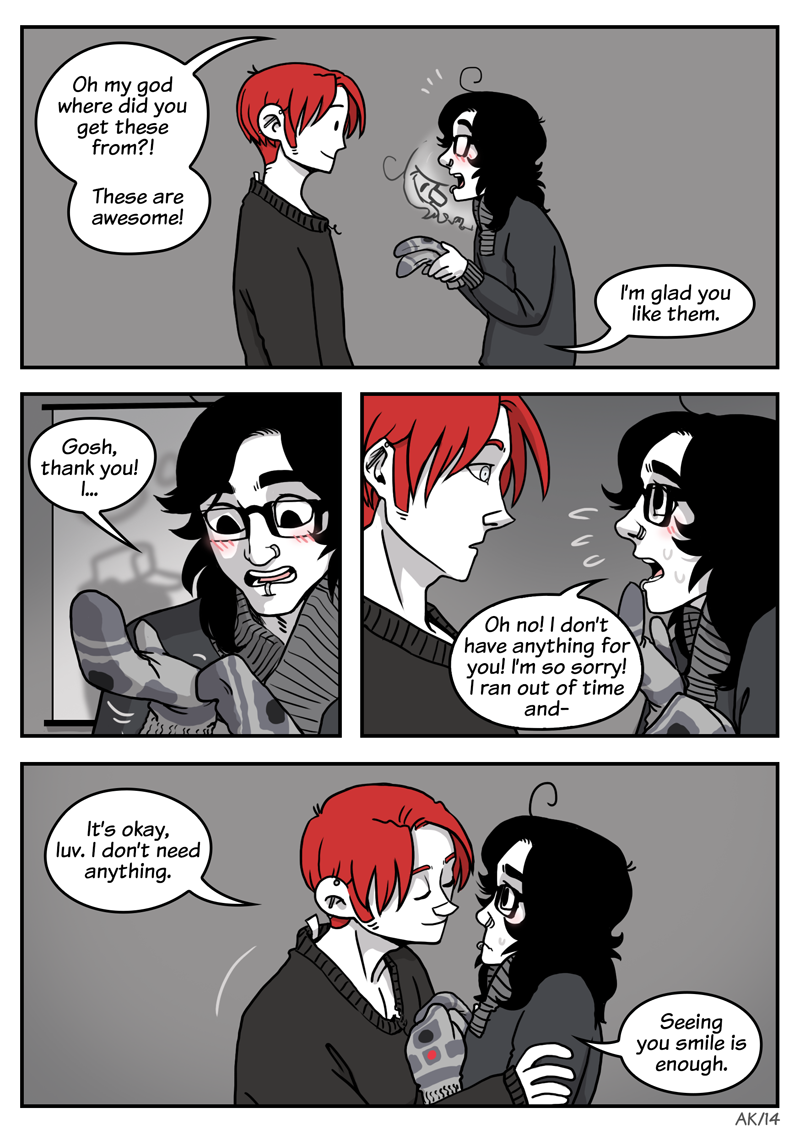 Oh my god
where did you
get these
from?!
These are
awesome!
I'm glad you
like them.
Gosh,
thank you!
I...
Oh no! I don't
have anything for
you! I'm so sorry!
I ran out of time
and-
It's okay,
luv. I don't need
anything.
Seeing
you smile is
enough.
AK/14